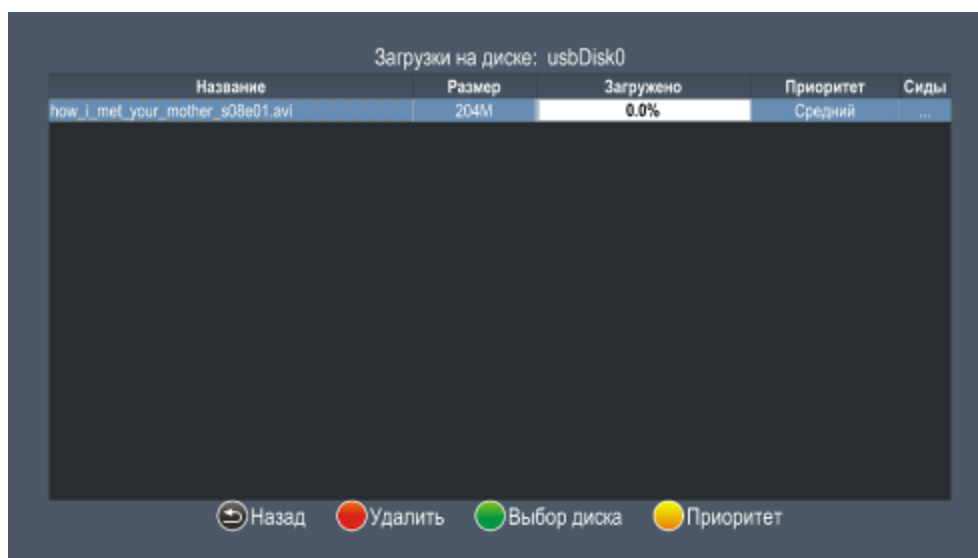 Загрузки на диске: usbDisk0
Название Размер Загружено Приоритет Сиды
how_i_met_your_mother_s08e01.avi 204M 0.0% Средний ...
Назад Удалить Выбор диска Приоритет